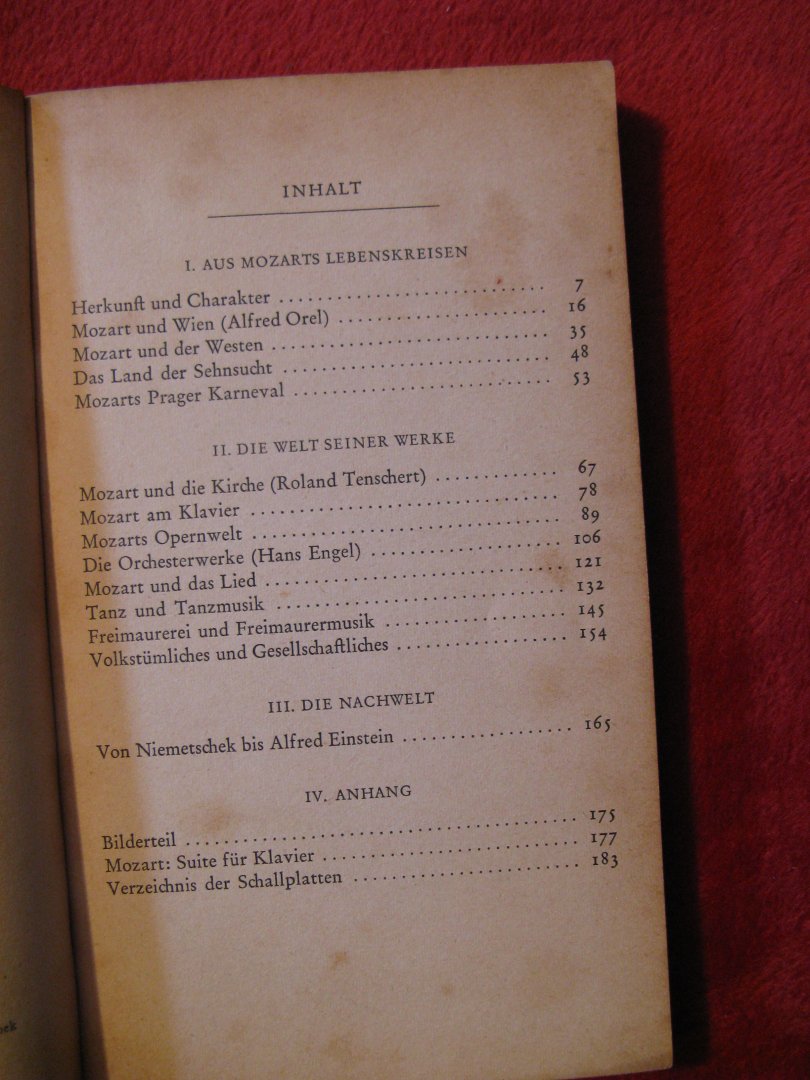 INHALT
I. AUS MOZARTS LEBENSKREISEN
Herkunft und Charakter . . . . . . . . . . . . . . . . . . . . . . . . . . . . 7
Mozart und Wien (Alfred Orel) . . . . . . . . . . . . . . . . . . . . . . 16
Mozart und der Westen . . . . . . . . . . . . . . . . . . . . . . . . . . . . 35
Das Land der Sehnsucht . . . . . . . . . . . . . . . . . . . . . . . . . . . 48
Mozarts Prager Karneval . . . . . . . . . . . . . . . . . . . . . . . . . . . 53
II. DIE WELT SEINER WERKE
Mozart und die Kirche (Roland Tenschert) . . . . . . . . . . . . . 67
Mozart am Klavier . . . . . . . . . . . . . . . . . . . . . . . . . . . . . . . . 78
Mozarts Opernwelt . . . . . . . . . . . . . . . . . . . . . . . . . . . . . . . . 89
Die Orchesterwerke (Hans Engel) . . . . . . . . . . . . . . . . . . . . 106
Mozart und das Lied . . . . . . . . . . . . . . . . . . . . . . . . . . . . . . 121
Tanz und Tanzmusik . . . . . . . . . . . . . . . . . . . . . . . . . . . . . . 132
Freimaurerei und Freimaurermusik . . . . . . . . . . . . . . . . . . . 145
Volkstümliches und Gesellschaftliches . . . . . . . . . . . . . . . . . . 154
III. DIE NACHWELT
Von Niemetschek bis Alfred Einstein . . . . . . . . . . . . . . . . . . 165
IV. ANHANG
Bilderteil . . . . . . . . . . . . . . . . . . . . . . . . . . . . . . . . . . . . . . . 175
Mozart: Suite für Klavier . . . . . . . . . . . . . . . . . . . . . . . . . . . 177
Verzeichnis der Schallplatten . . . . . . . . . . . . . . . . . . . . . . . . 183